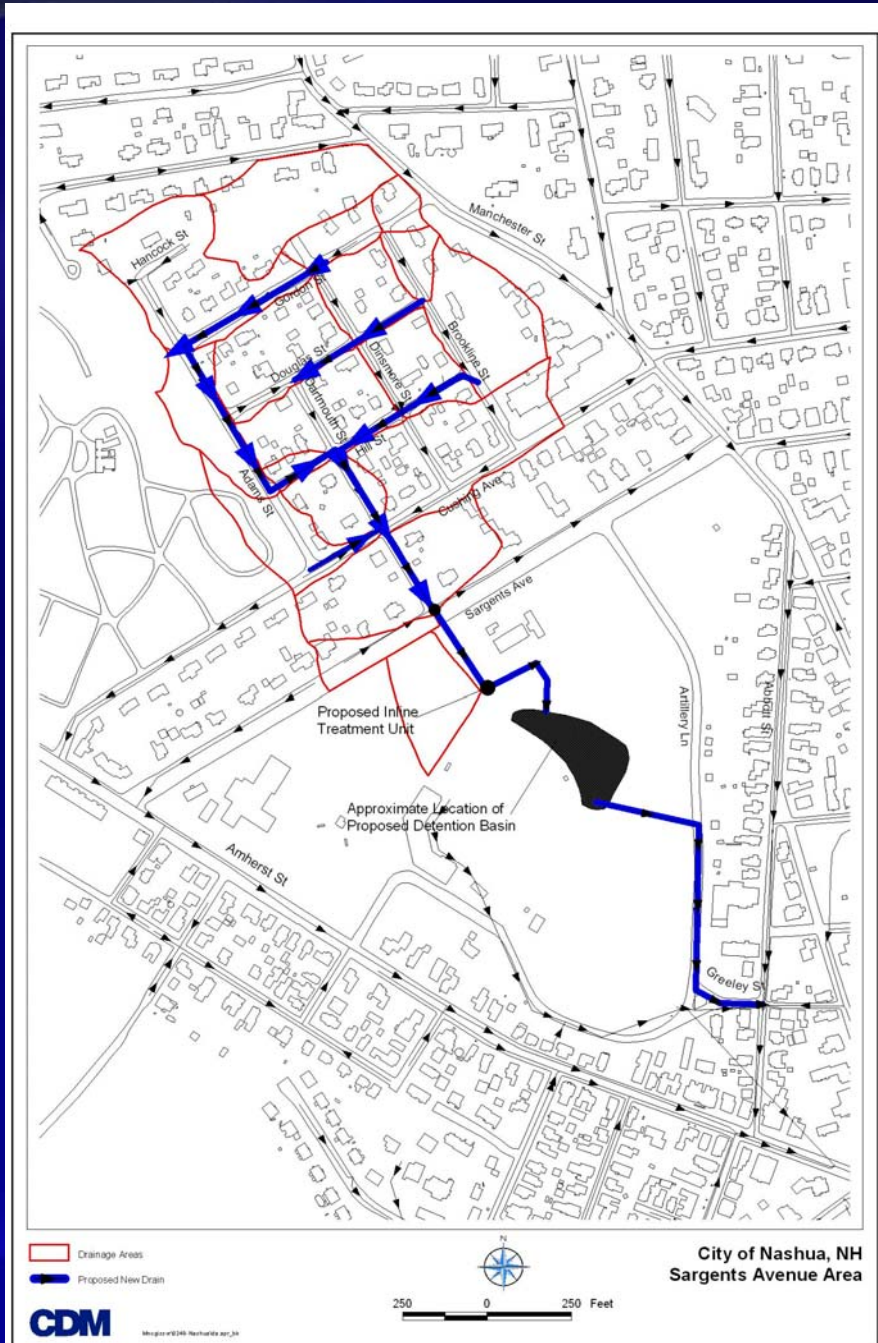 Manchester St
Hancock St
Gordon St
Brookline St
Douglas St
Dinsmore St
Dartmouth St
Hill St
Adams St
Cushing Ave
Sargents Ave
Proposed Inline
Treatment Unit
Artillery Ln
Abbott St
Approximate Location of
Proposed Detention Basin
Amherst St
Greeley St
Drainage Areas
Proposed New Drain
N
City of Nashua, NH
Sargents Avenue Area
250 0 250 Feet
CDM